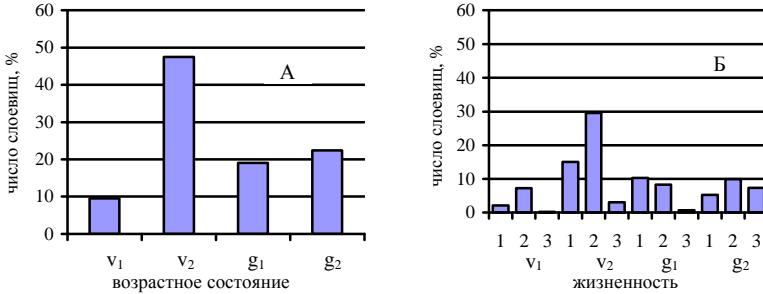 число слоевищ, %
60
50
40
30
20
10
0
А
v₁ v₂ g₁ g₂
возрастное состояние
число слоевищ, %
60
50
40
30
20
10
0
Б
1 2 3 1 2 3 1 2 3 1 2 3
v₁ v₂ g₁ g₂
жизненность